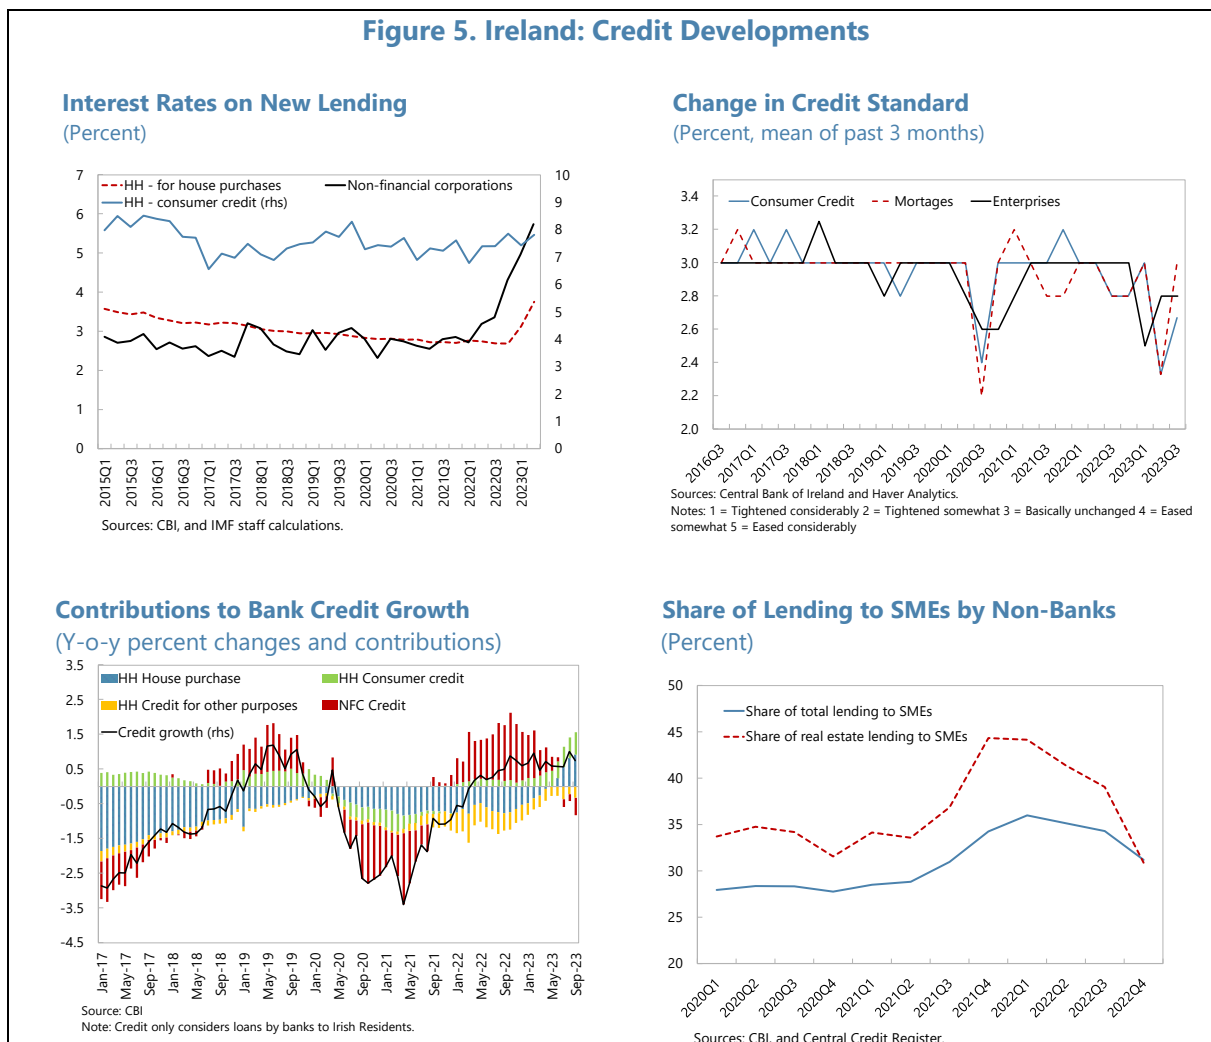 Figure 5. Ireland: Credit Developments
Interest Rates on New Lending
(Percent)
HH - for house purchases
Non-financial corporations
HH - consumer credit (rhs)
7
6
5
4
3
2
1
0
10
9
8
7
6
5
4
3
2
1
0
2015Q1
2015Q3
2016Q1
2016Q3
2017Q1
2017Q3
2018Q1
2018Q3
2019Q1
2019Q3
2020Q1
2020Q3
2021Q1
2021Q3
2022Q1
2022Q3
2023Q1
Sources: CBI, and IMF staff calculations.
Change in Credit Standard
(Percent, mean of past 3 months)
Consumer Credit
Mortages
Enterprises
3.4
3.2
3.0
2.8
2.6
2.4
2.2
2.0
2016Q3
2017Q1
2017Q3
2018Q1
2018Q3
2019Q1
2019Q3
2020Q1
2020Q3
2021Q1
2021Q3
2022Q1
2022Q3
2023Q1
2023Q3
Sources: Central Bank of Ireland and Haver Analytics.
Notes: 1 = Tightened considerably 2 = Tightened somewhat 3 = Basically unchanged 4 = Eased
somewhat 5 = Eased considerably
Contributions to Bank Credit Growth
(Y-o-y percent changes and contributions)
HH House purchase
HH Consumer credit
HH Credit for other purposes
NFC Credit
Credit growth (rhs)
3.5
2.5
1.5
0.5
-0.5
-1.5
-2.5
-3.5
-4.5
Jan-17
May-17
Sep-17
Jan-18
May-18
Sep-18
Jan-19
May-19
Sep-19
Jan-20
May-20
Sep-20
Jan-21
May-21
Sep-21
Jan-22
May-22
Sep-22
Jan-23
May-23
Sep-23
Source: CBI
Note: Credit only considers loans by banks to Irish Residents.
Share of Lending to SMEs by Non-Banks
(Percent)
Share of total lending to SMEs
Share of real estate lending to SMEs
50
45
40
35
30
25
20
2020Q1
2020Q2
2020Q3
2020Q4
2021Q1
2021Q2
2021Q3
2021Q4
2022Q1
2022Q2
2022Q3
2022Q4
Sources: CBI, and Central Credit Register.